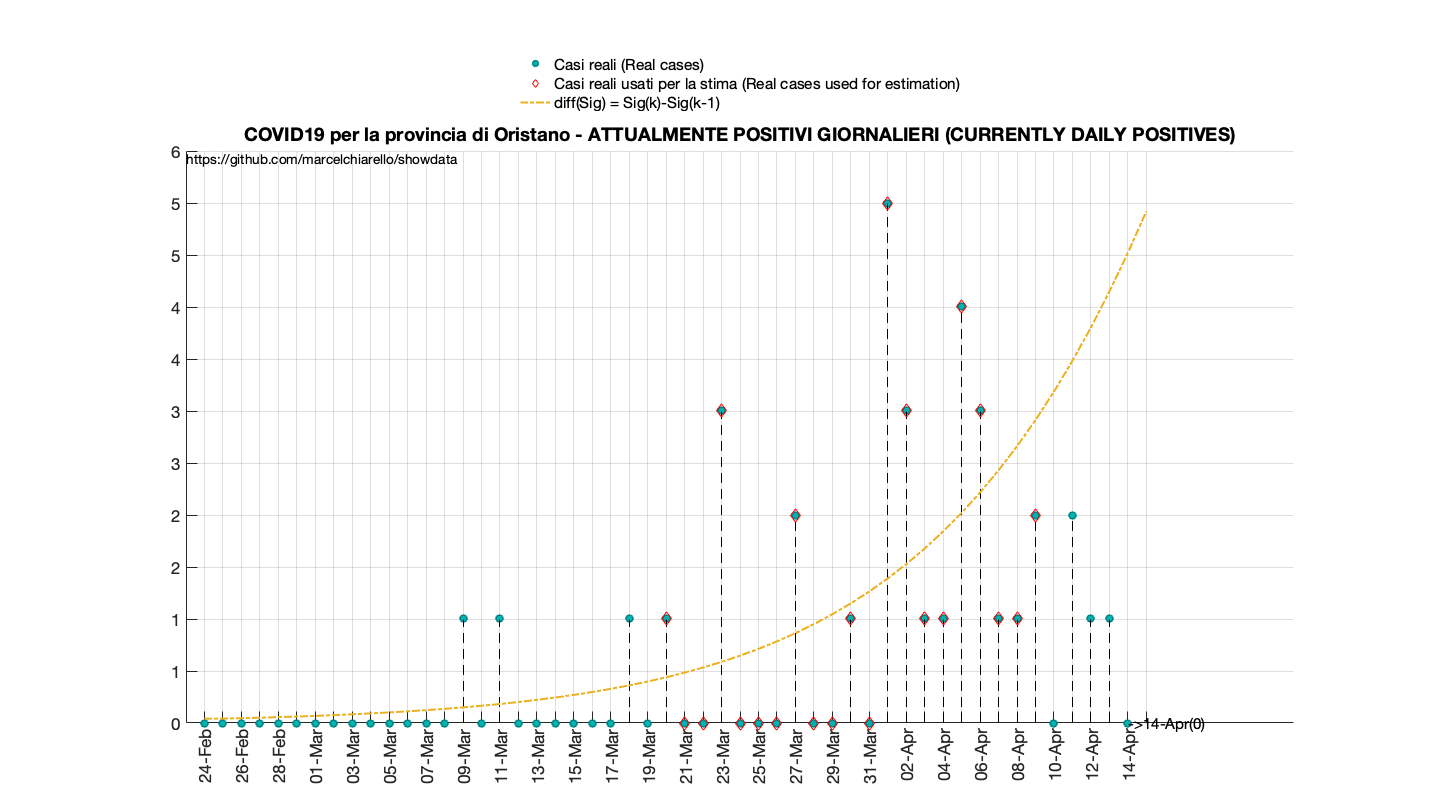 Casi reali (Real cases)
Casi reali usati per la stima (Real cases used for estimation)
diff(Sig) = Sig(k)-Sig(k-1)
COVID19 per la provincia di Oristano - ATTUALMENTE POSITIVI GIORNALIERI (CURRENTLY DAILY POSITIVES)
https://github.com/marcelchiarello/showdata
6
5
5
4
4
3
3
2
2
1
1
0
->14-Apr(0)
24-Feb
26-Feb
28-Feb
01-Mar
03-Mar
05-Mar
07-Mar
09-Mar
11-Mar
13-Mar
15-Mar
17-Mar
19-Mar
21-Mar
23-Mar
25-Mar
27-Mar
29-Mar
31-Mar
02-Apr
04-Apr
06-Apr
08-Apr
10-Apr
12-Apr
14-Apr